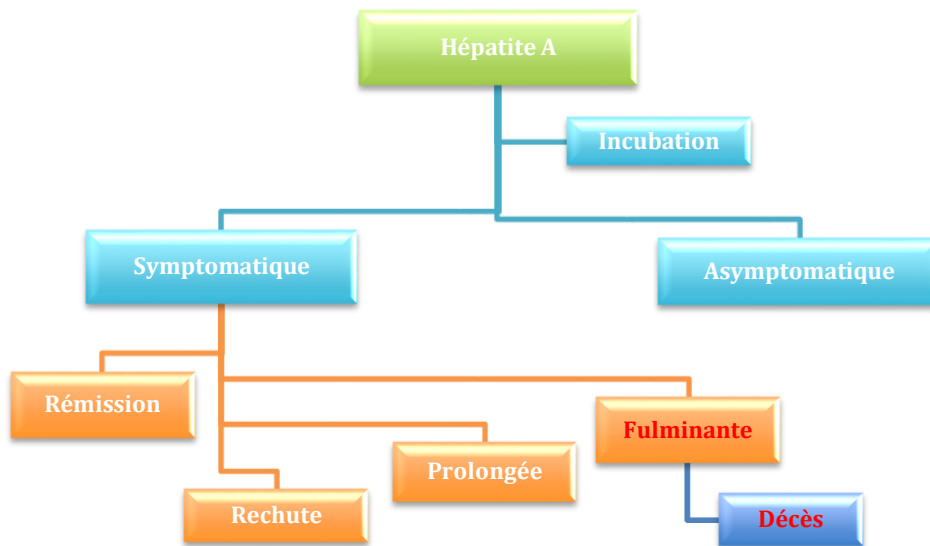 Hépatite A
Incubation
Symptomatique
Asymptomatique
Rémission
Fulminante
Prolongée
Rechute
Décès